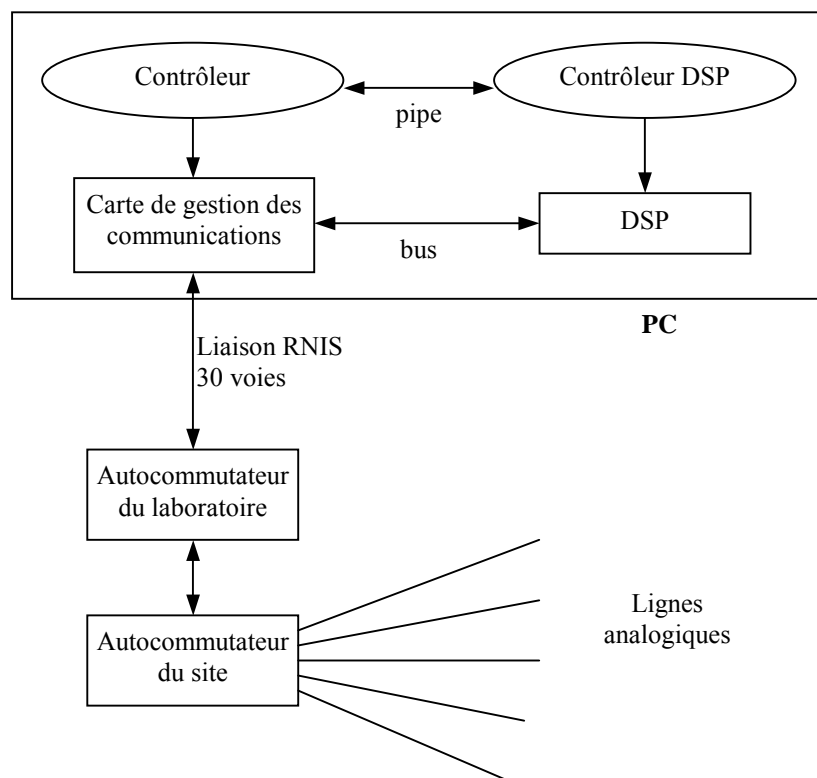 Contrôleur
Contrôleur DSP
pipe
Carte de gestion des
communications
DSP
bus
PC
Liaison RNIS
30 voies
Autocommutateur
du laboratoire
Autocommutateur
du site
Lignes
analogiques